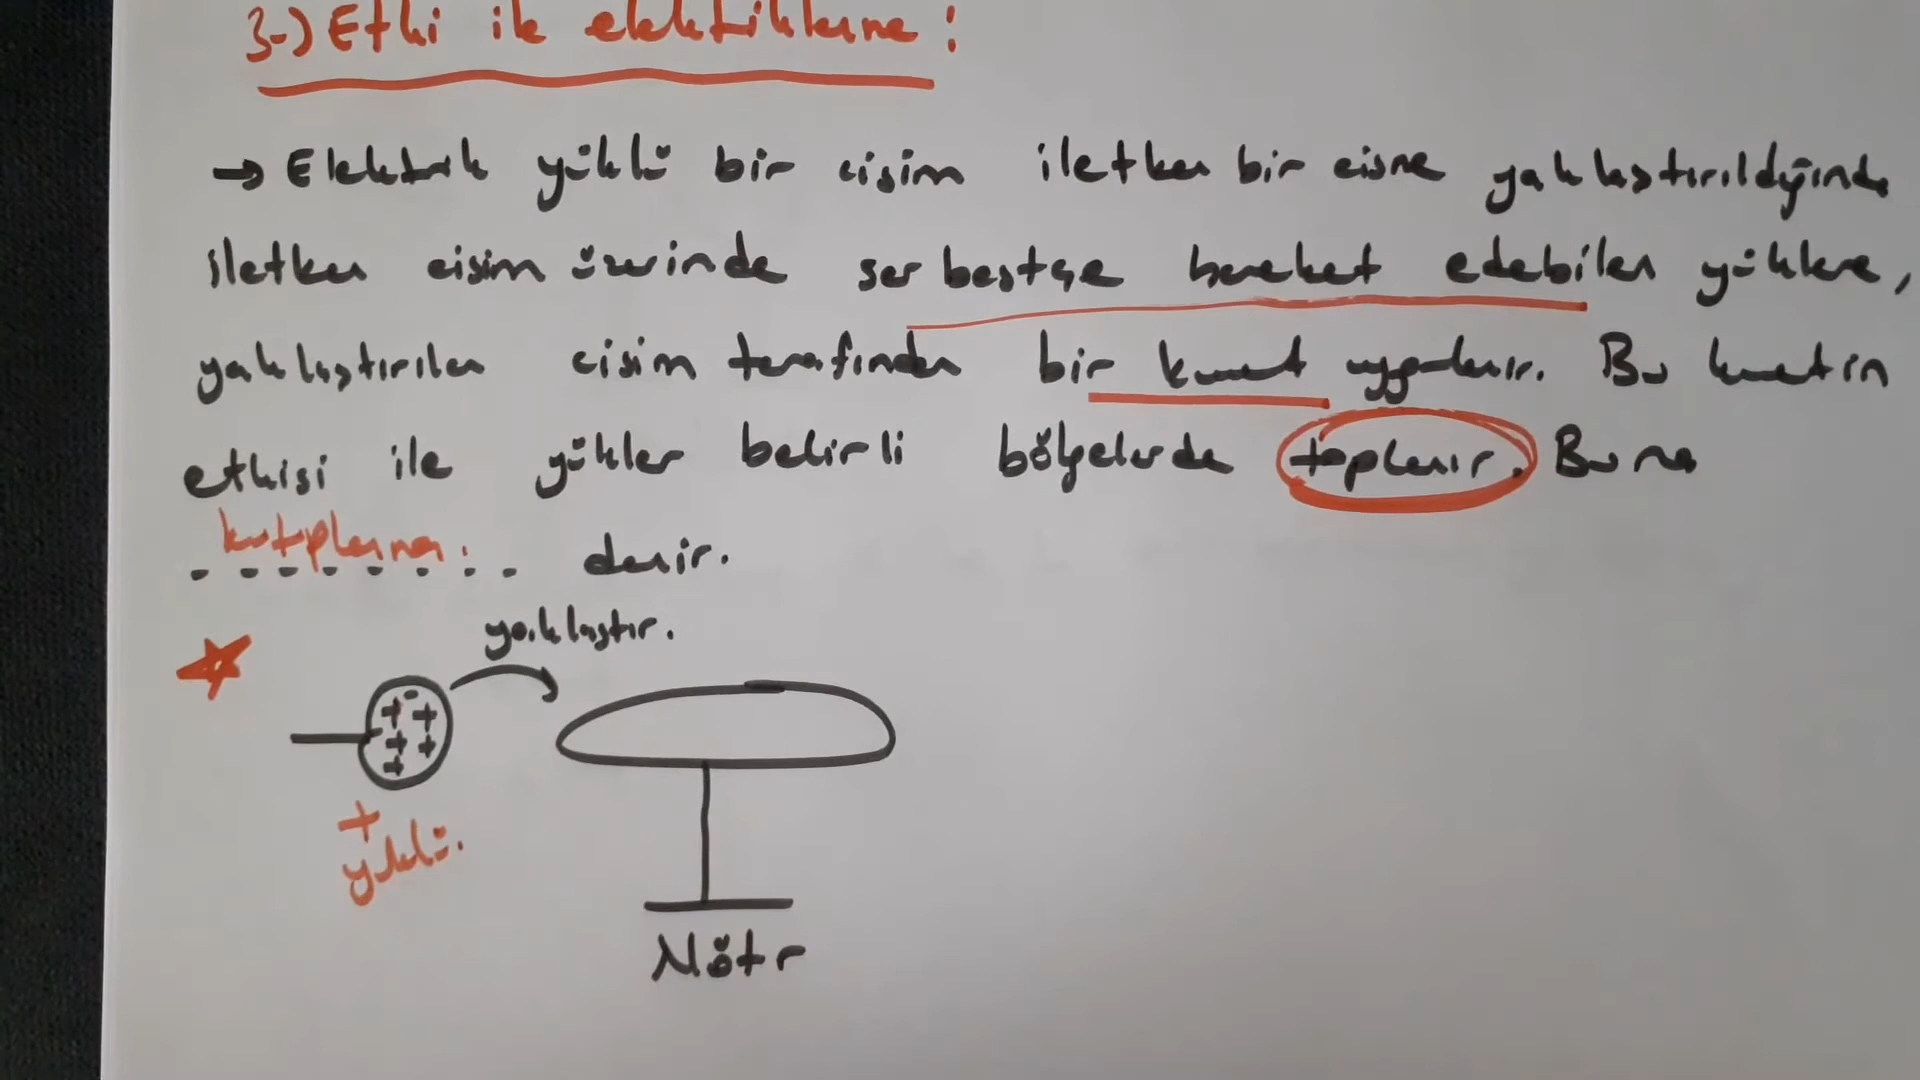 3-) Etki ile elektriklenme :
→ Elektrik yüklü bir cisim iletken bir cisme yaklaştırıldığında
iletken cisim üzerinde serbestçe hareket edebilen yüklere,
yaklaştırılan cisim tarafından bir kuvvet uygulanır. Bu kuvvetin
etkisi ile yükler belirli bölgelerde toplanır. Buna
kutuplanma denir.
yaklaştır.
+ - +
+ +
+
+
yüklü.
Nötr